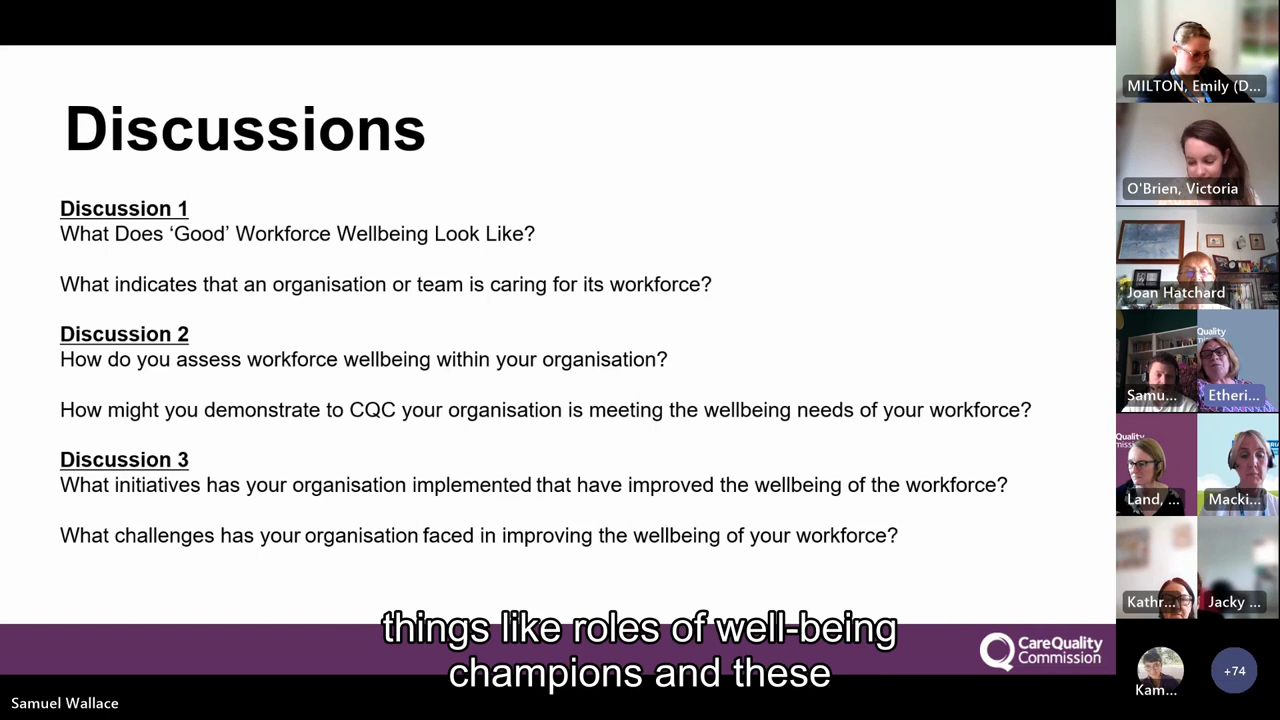 Discussions
Discussion 1
What Does ‘Good’ Workforce Wellbeing Look Like?
What indicates that an organisation or team is caring for its workforce?
Discussion 2
How do you assess workforce wellbeing within your organisation?
How might you demonstrate to CQC your organisation is meeting the wellbeing needs of your workforce?
Discussion 3
What initiatives has your organisation implemented that have improved the wellbeing of the workforce?
What challenges has your organisation faced in improving the wellbeing of your workforce?
things like roles of well-being
champions and these
CareQuality
Commission
Samuel Wallace
MILTON, Emily (D...
O'Brien, Victoria
Joan Hatchard
Quality
Samu...
Etheri...
Quality
Land, ...
Macki...
Kathr...
Jacky ...
Kam...
+74